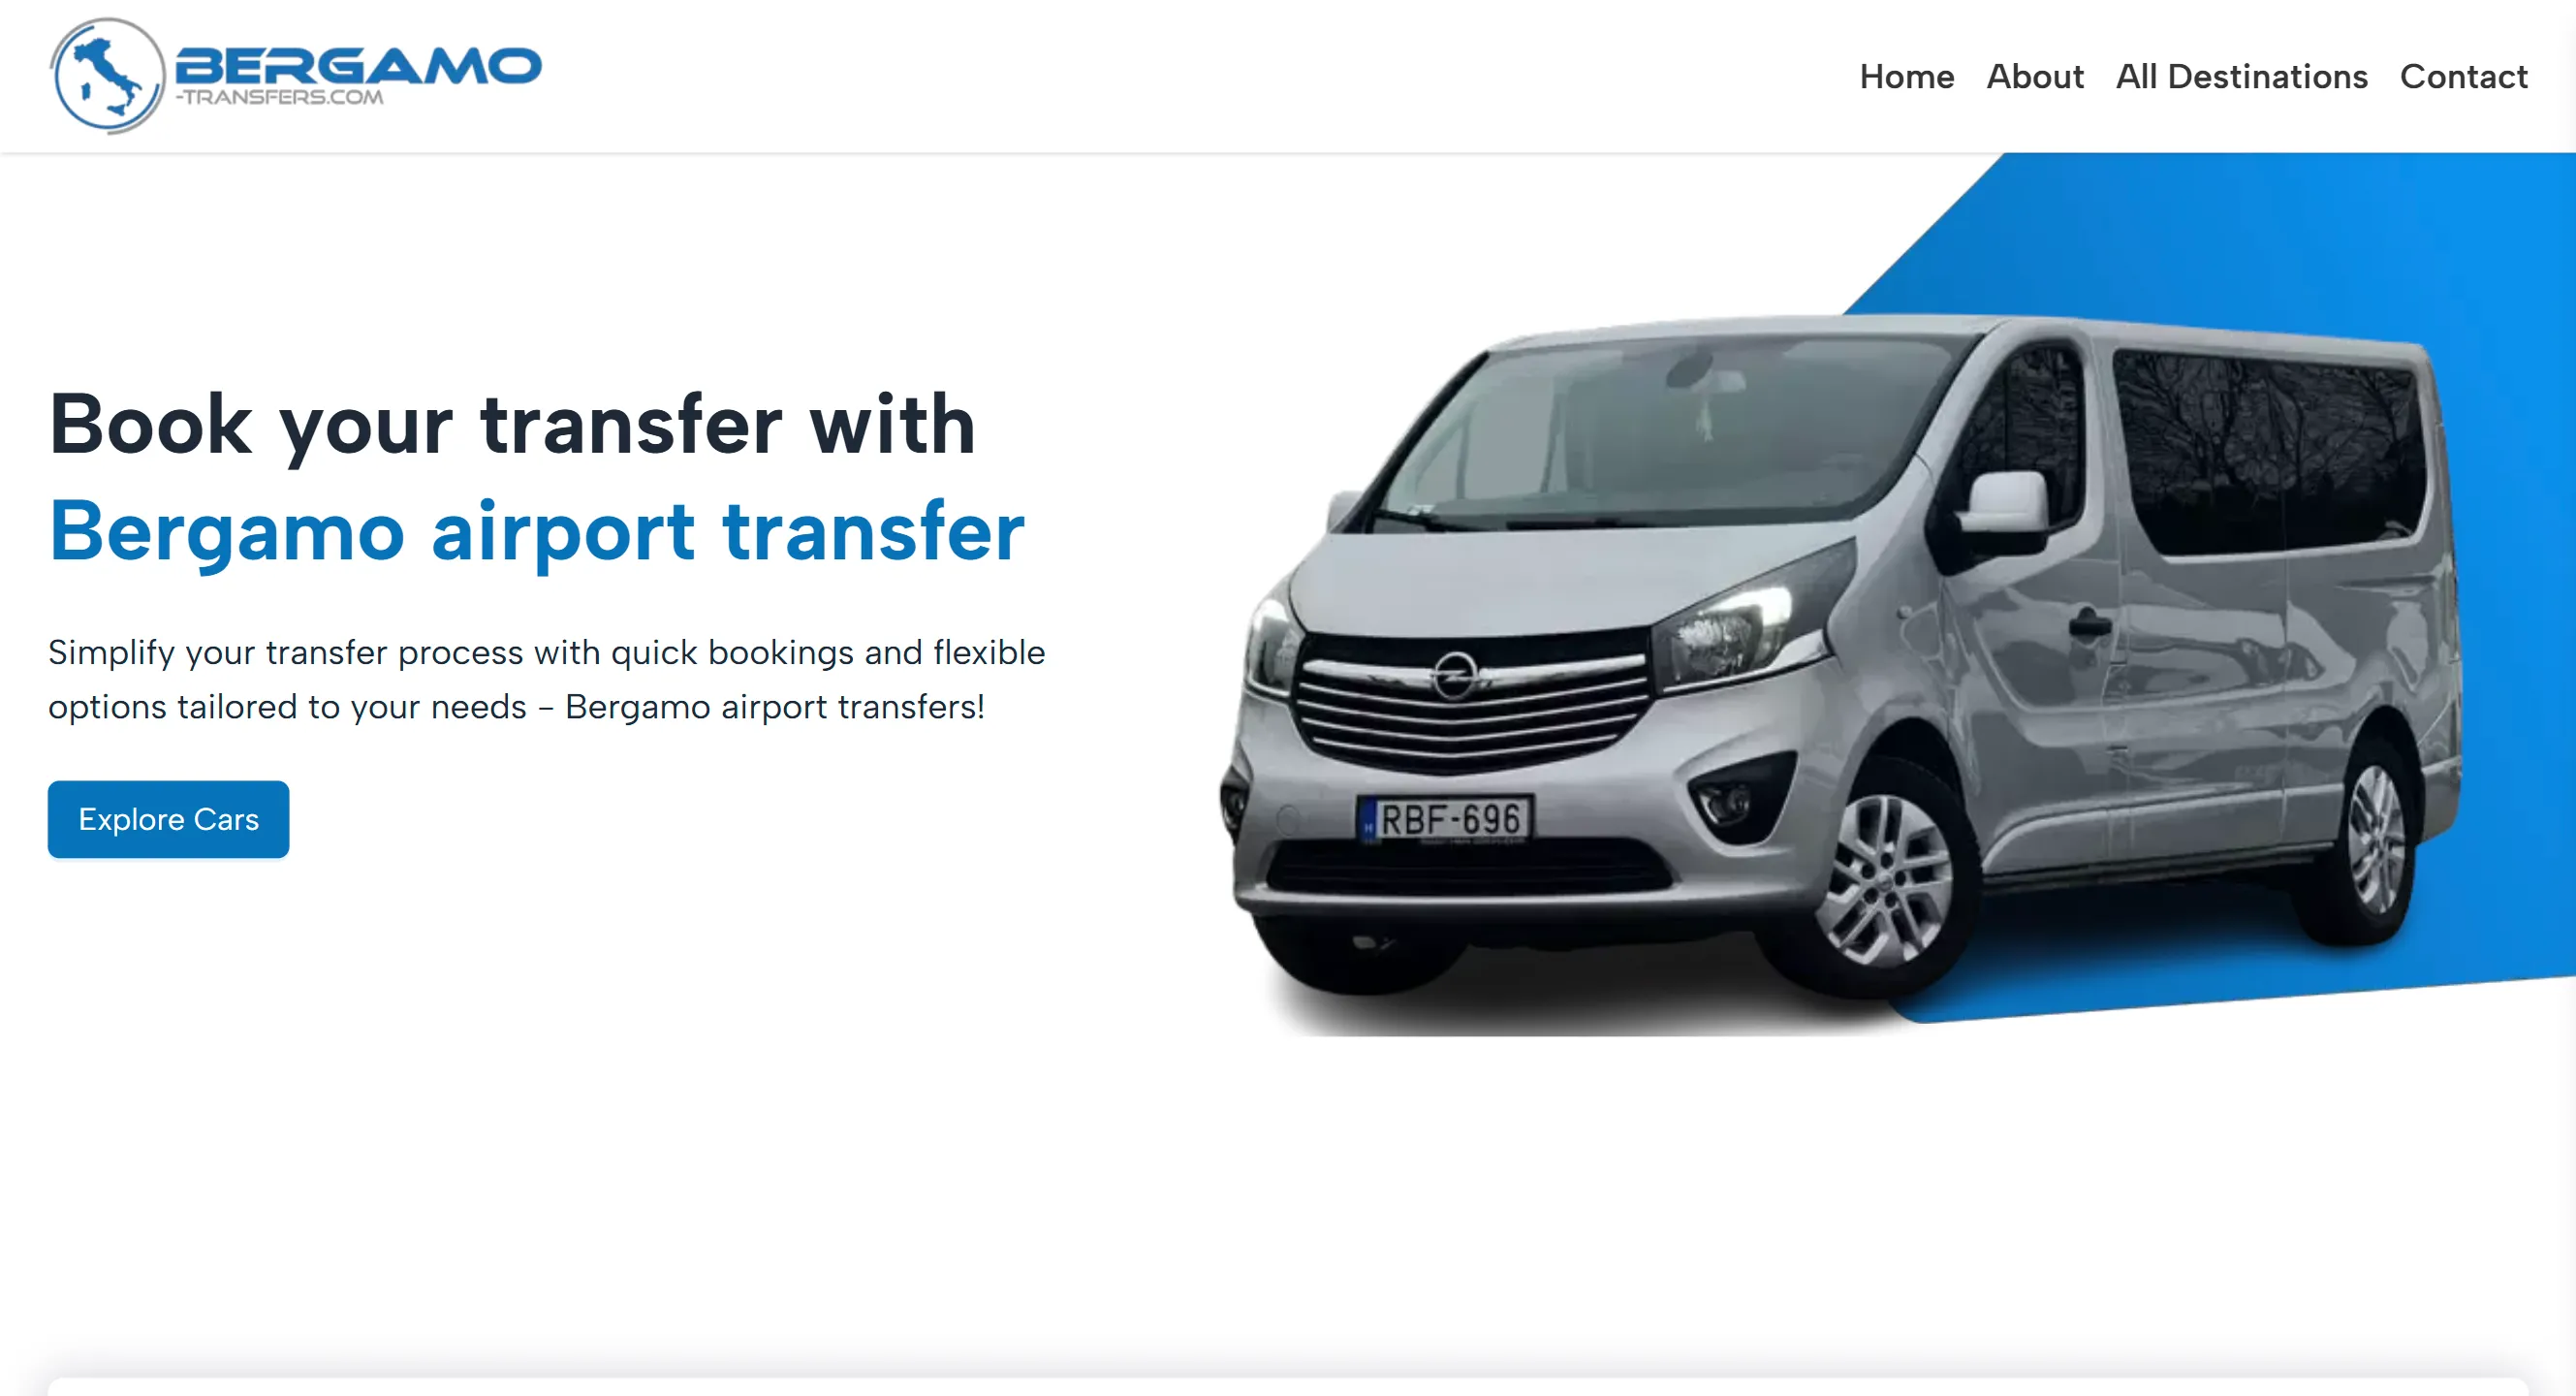 BERGAMO
-TRANSFERS.COM
Home About All Destinations Contact
Book your transfer with
Bergamo airport transfer
Simplify your transfer process with quick bookings and flexible
options tailored to your needs – Bergamo airport transfers!
Explore Cars
H
RBF-696